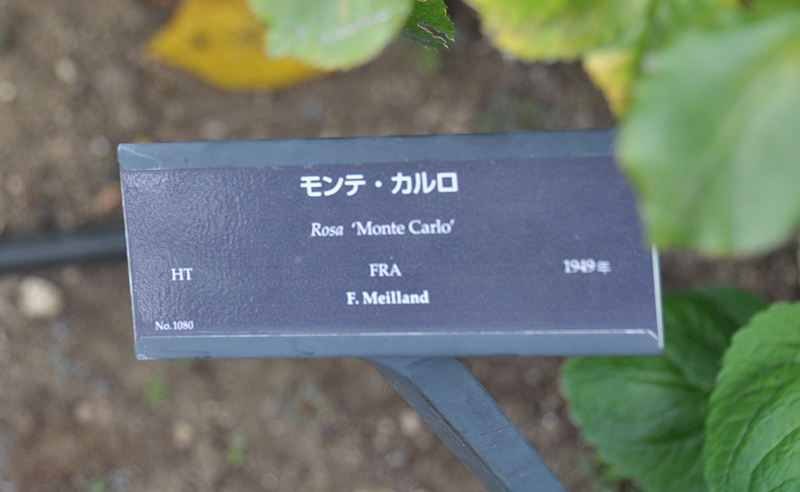 モンテ・カルロ
Rosa 'Monte Carlo'
HT FRA 1949年
F. Meilland
No.1080